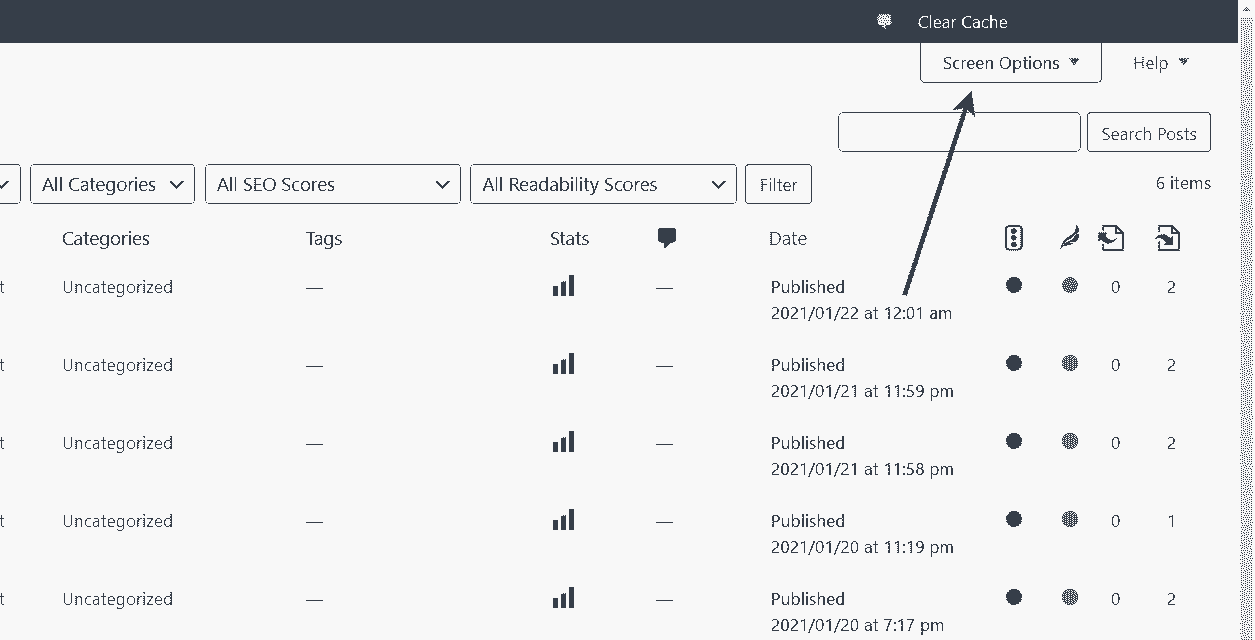 Clear Cache
Screen Options Help
Search Posts
All Categories All SEO Scores All Readability Scores Filter 6 items
Categories Tags Stats Date
t Uncategorized — — Published 0 2
2021/01/22 at 12:01 am
t Uncategorized — — Published 0 2
2021/01/21 at 11:59 pm
t Uncategorized — — Published 0 2
2021/01/21 at 11:58 pm
t Uncategorized — — Published 0 1
2021/01/20 at 11:19 pm
t Uncategorized — — Published 0 2
2021/01/20 at 7:17 pm